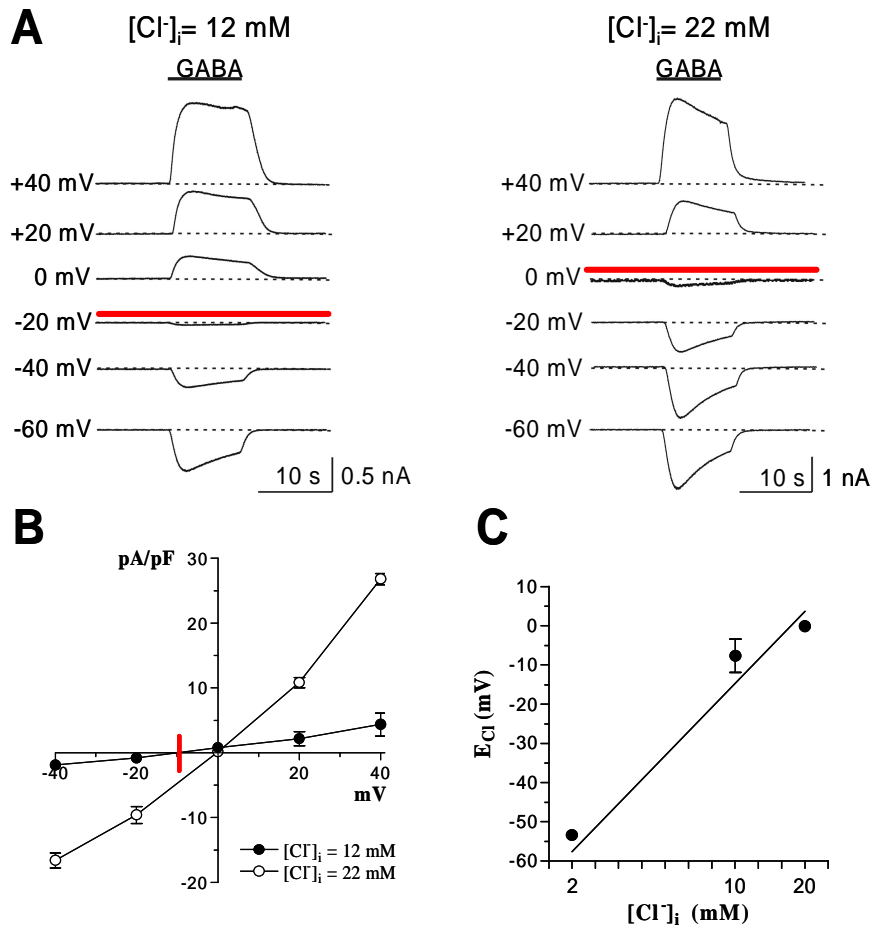 A
[Cl-]i= 12 mM
GABA
+40 mV
+20 mV
0 mV
-20 mV
-40 mV
-60 mV
10 s
0.5 nA
[Cl-]i= 22 mM
GABA
+40 mV
+20 mV
0 mV
-20 mV
-40 mV
-60 mV
10 s
1 nA
B
pA/pF
30
20
10
-10
-20
-40
-20
0
20
40
mV
[Cl-]i = 12 mM
[Cl-]i = 22 mM
C
10
0
-10
-20
-30
-40
-50
-60
ECl (mV)
2
10
20
[Cl-]i (mM)